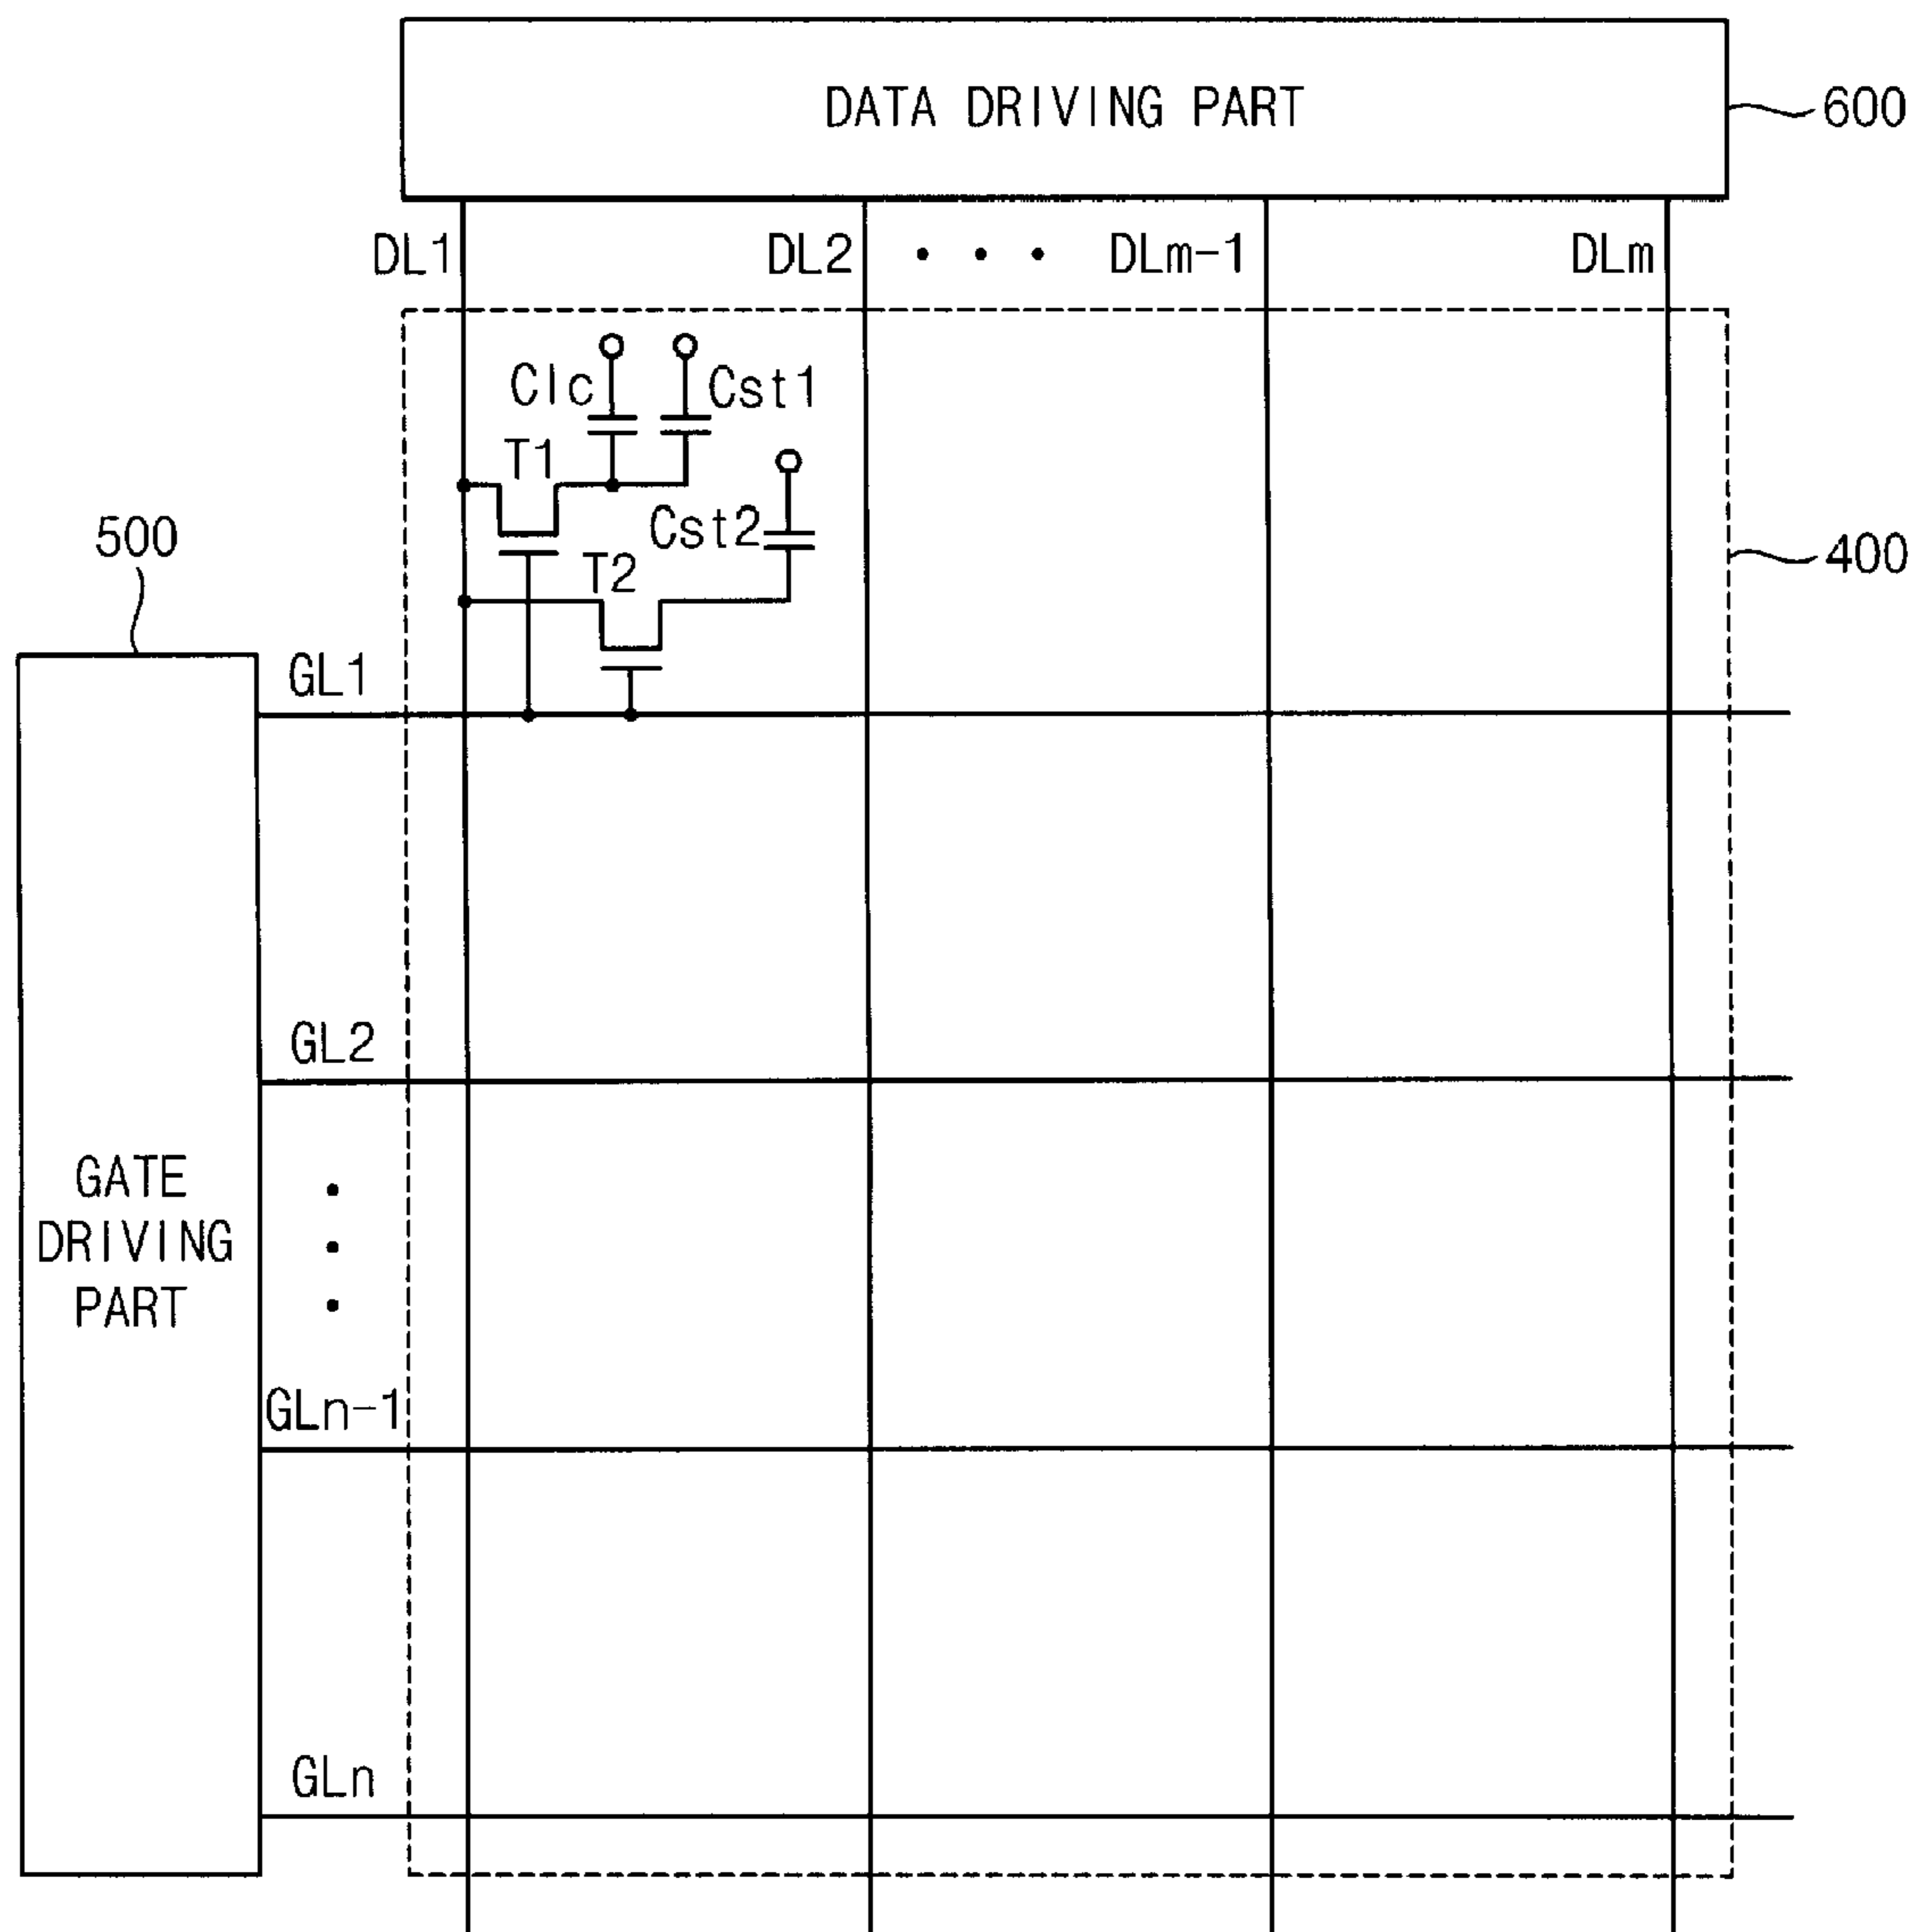 DATA DRIVING PART
600
DL1 DL2 • • • DLm-1 DLm
Clc Cst1
T1
Cst2
T2
500
400
GL1
GL2
GATE
DRIVING
PART
•
•
•
GLn-1
GLn